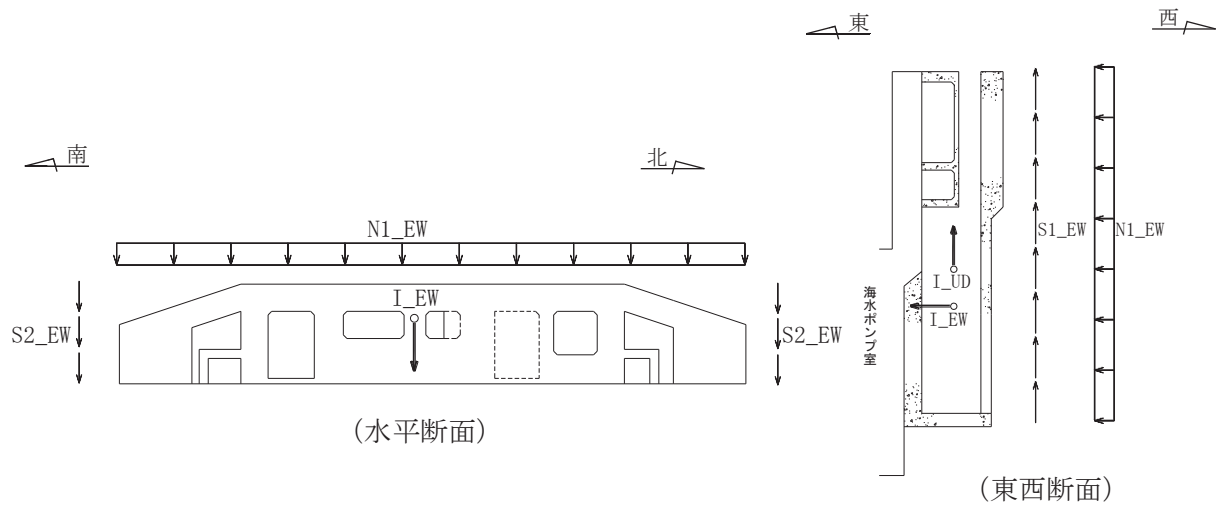 南
北
N1_EW
S2_EW
I_EW
S2_EW
(水平断面)
東
西
S1_EW
N1_EW
I_UD
I_EW
海水ポンプ室
(東西断面)